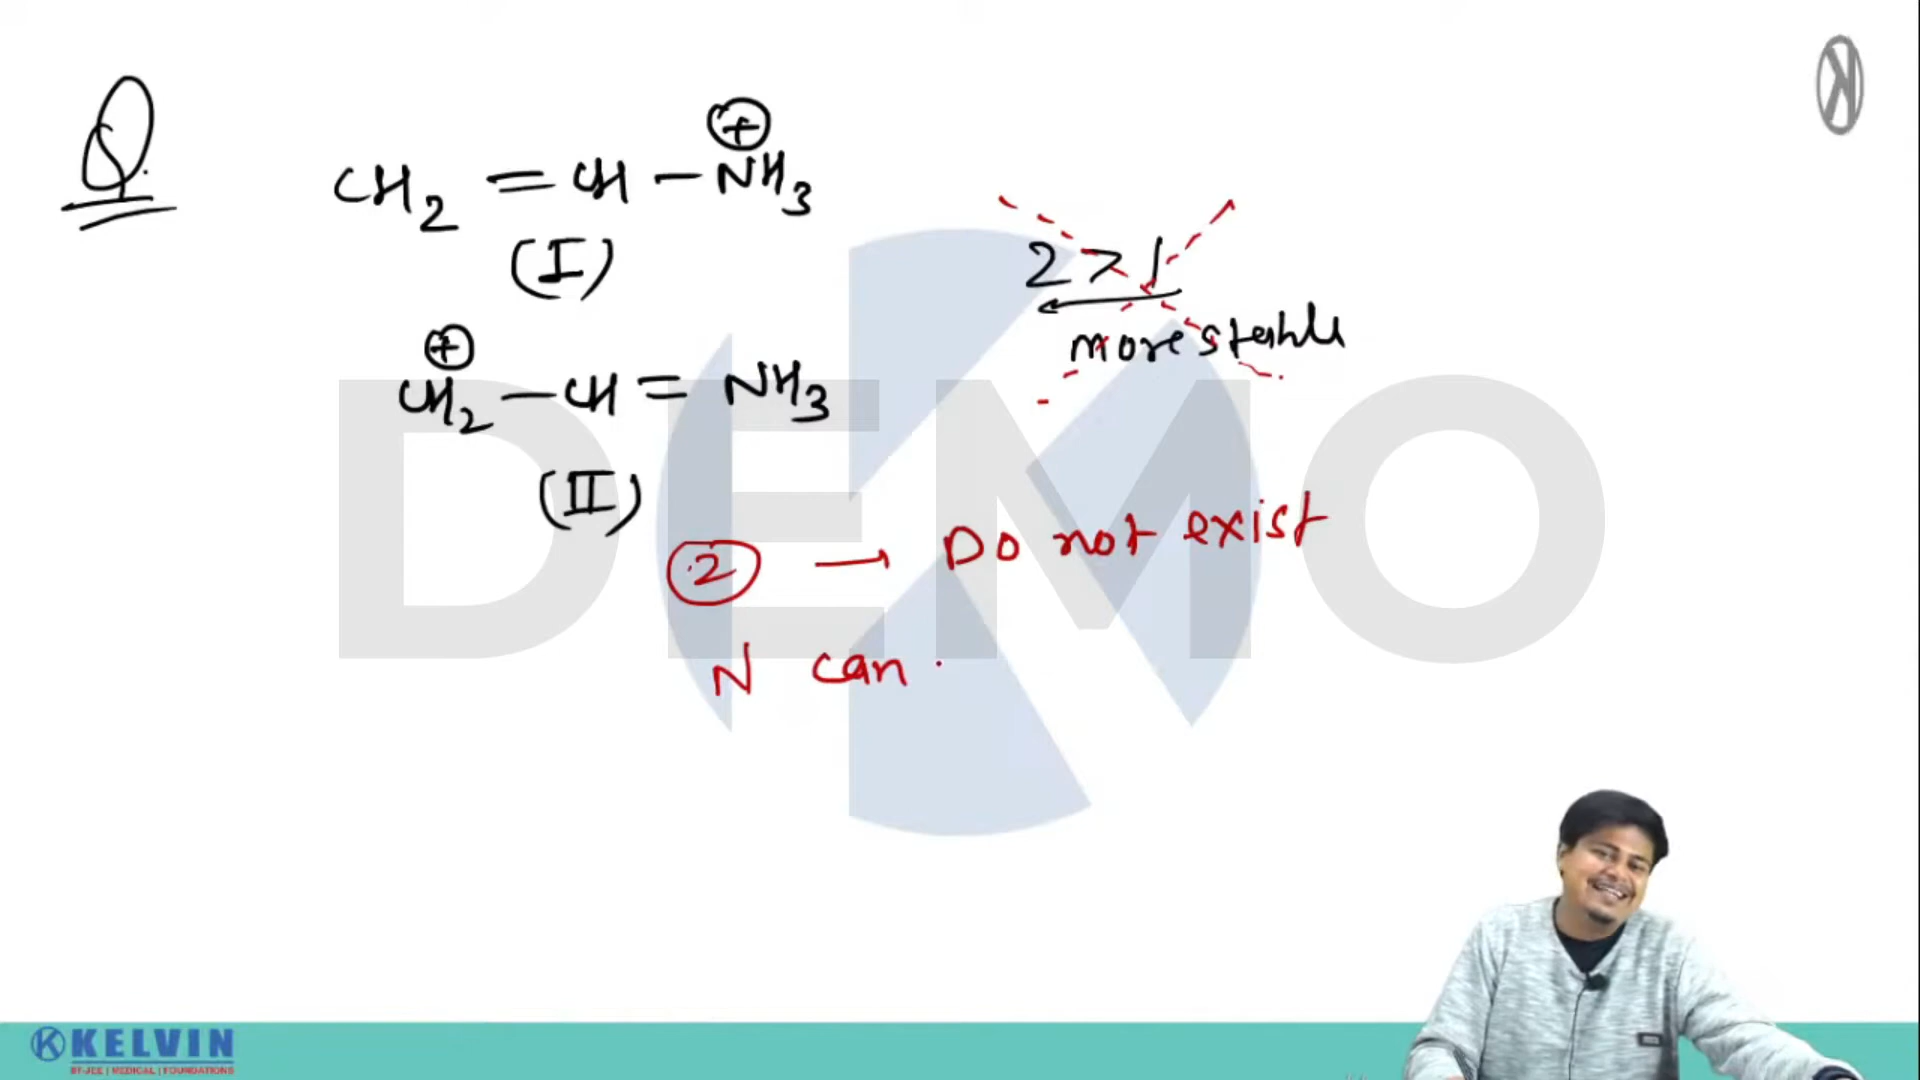 Q.
⊕
CH2 = CH - NH3
(I)
2 > 1
more stable
⊕
CH2 - CH = NH3
(II)
2 → Do not exist
N can
DEMO
KELVIN
IIT-JEE | MEDICAL | FOUNDATIONS